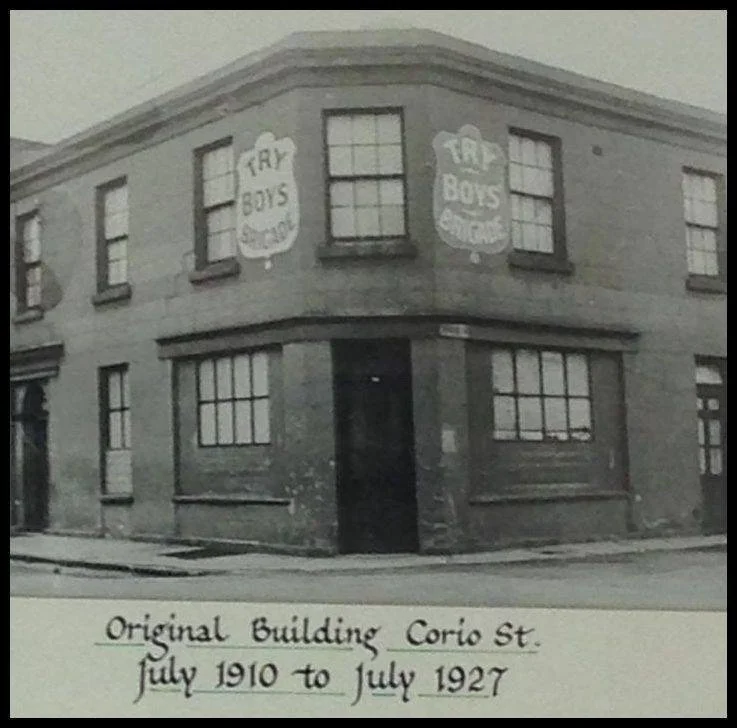 TRY
BOYS
BRIGADE
TRY
BOYS
BRIGADE
Original Building Corio St.
July 1910 to July 1927